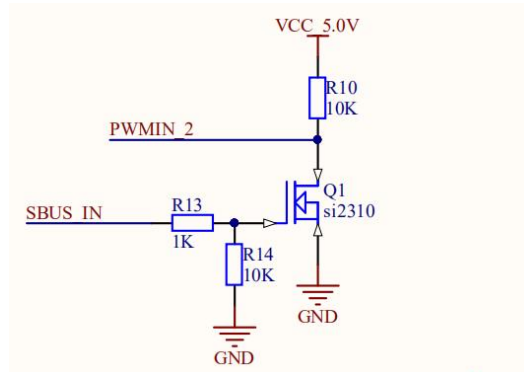 VCC_5.0V
R10
10K
PWMIN_2
Q1
si2310
R13
SBUS_IN
1K
R14
10K
GND
GND